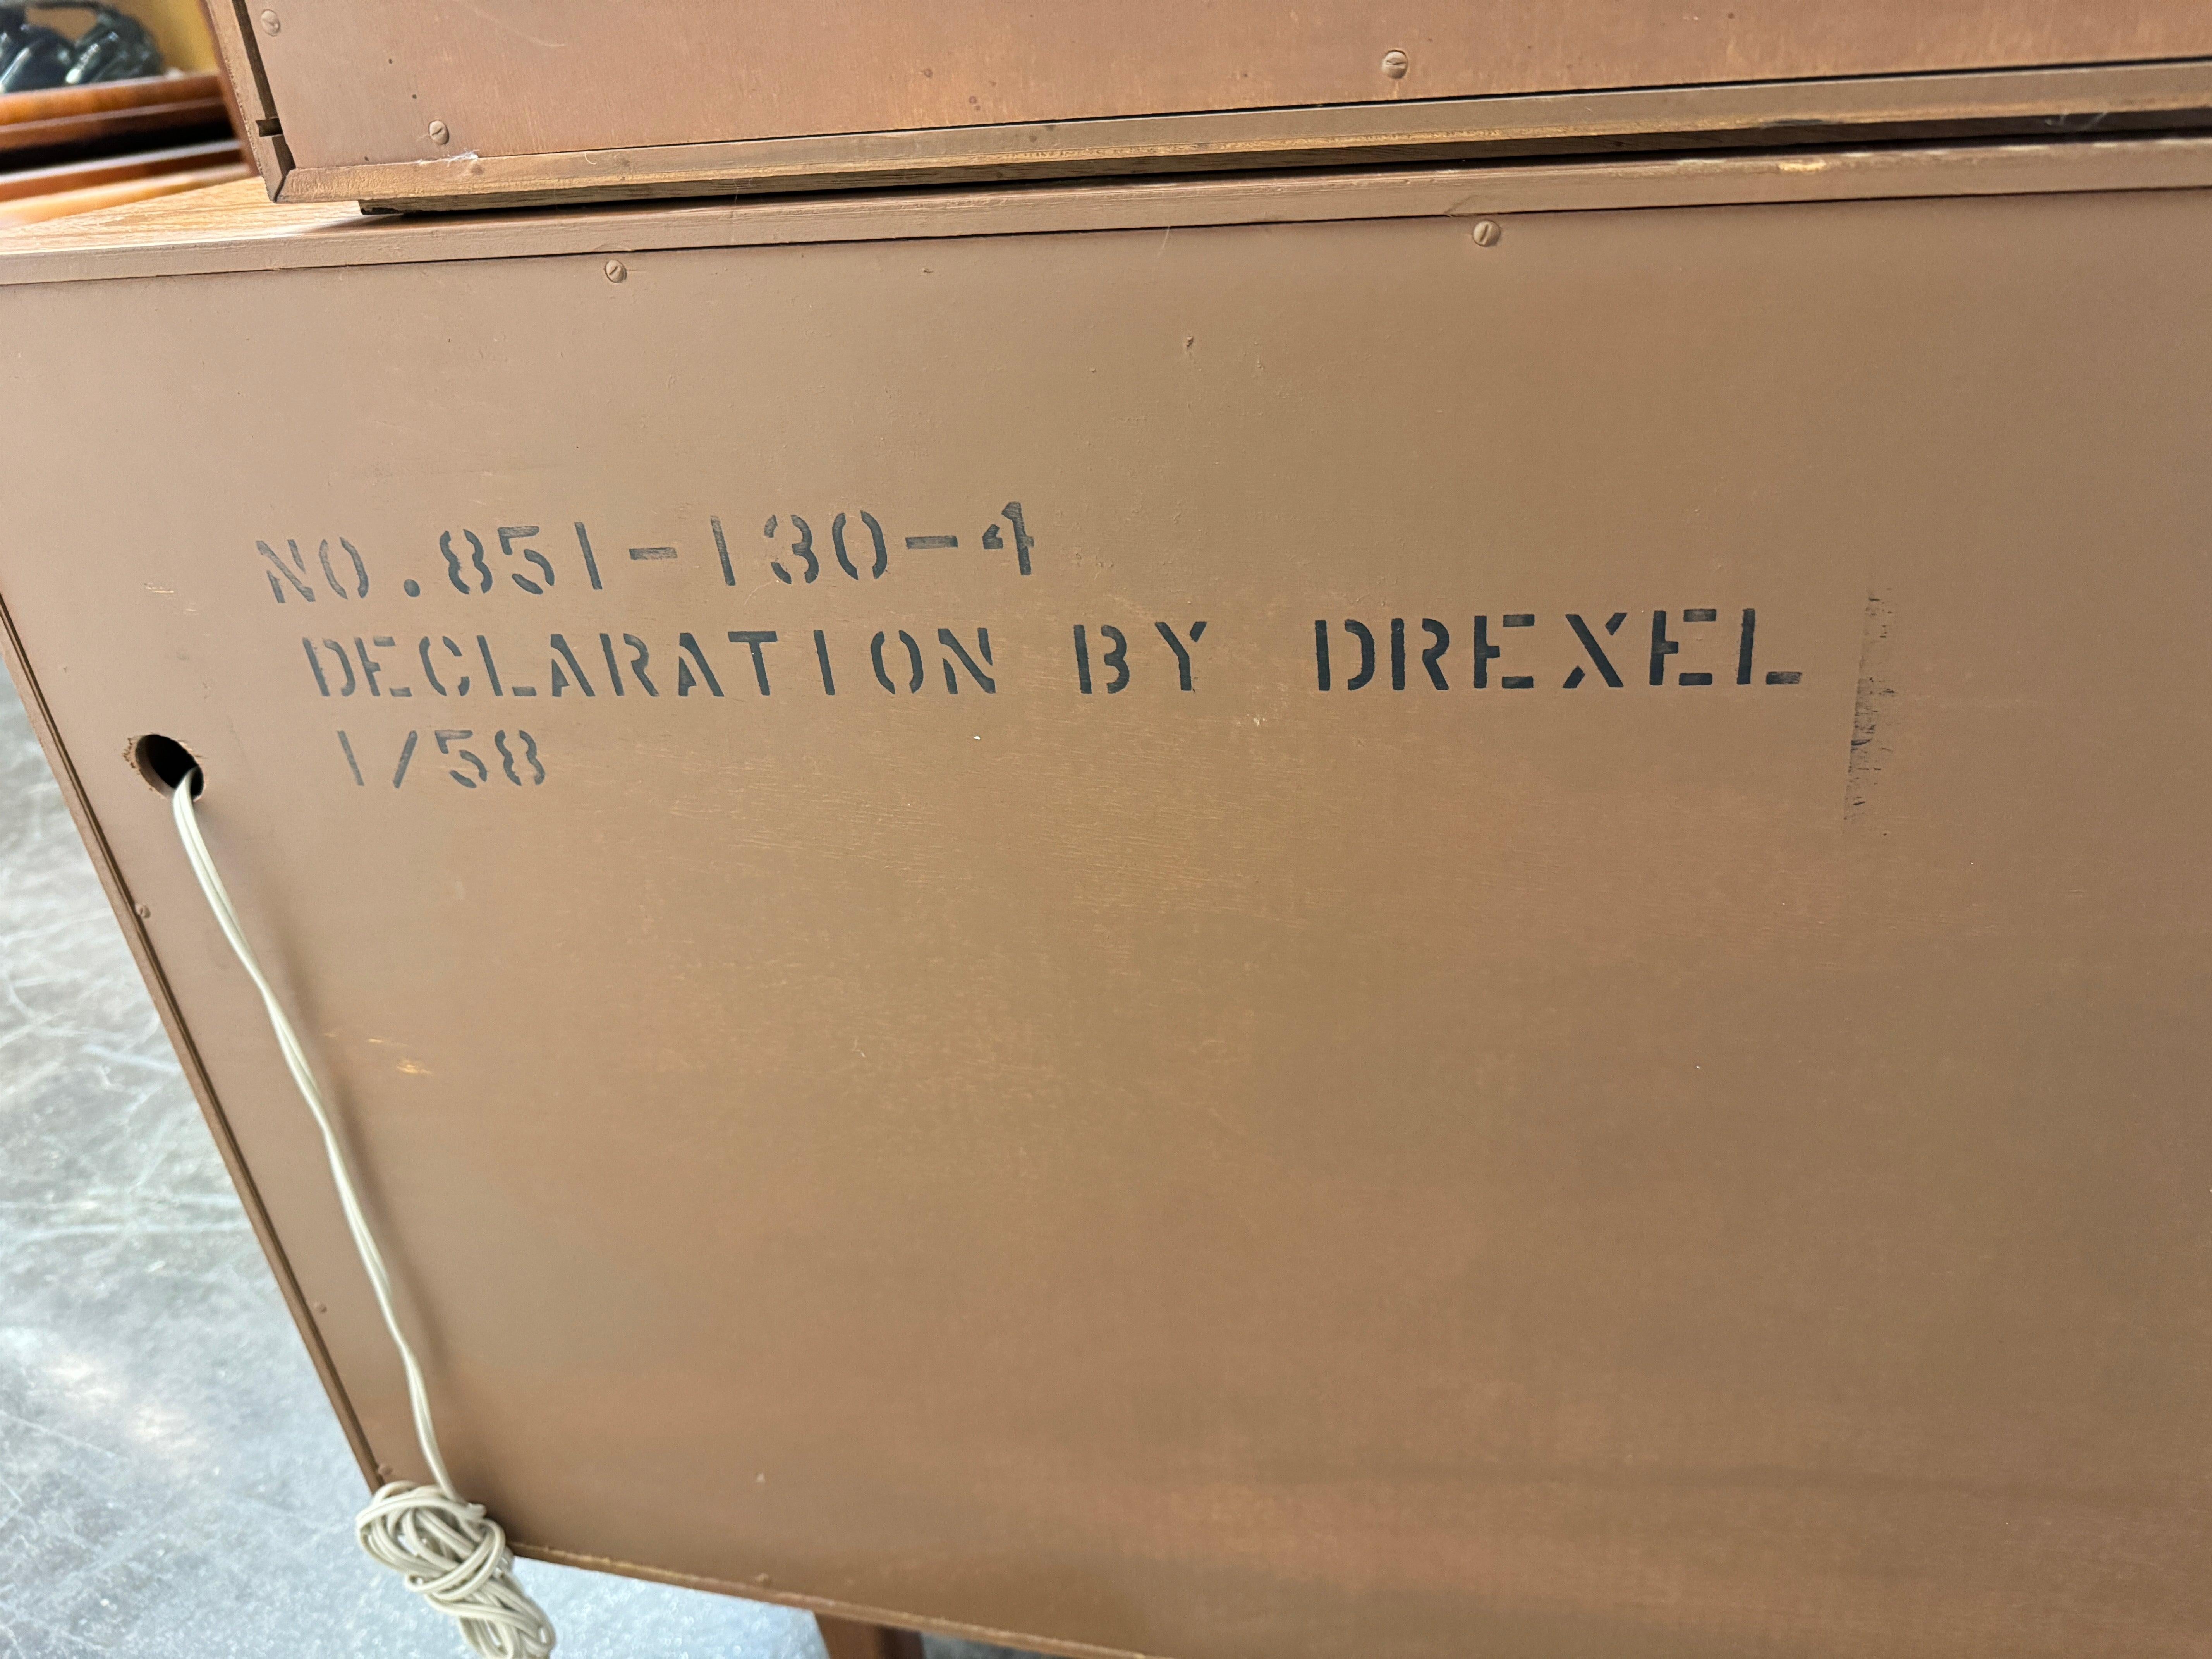 NO.851-130-4
DECLARATION BY DREXEL
1/58